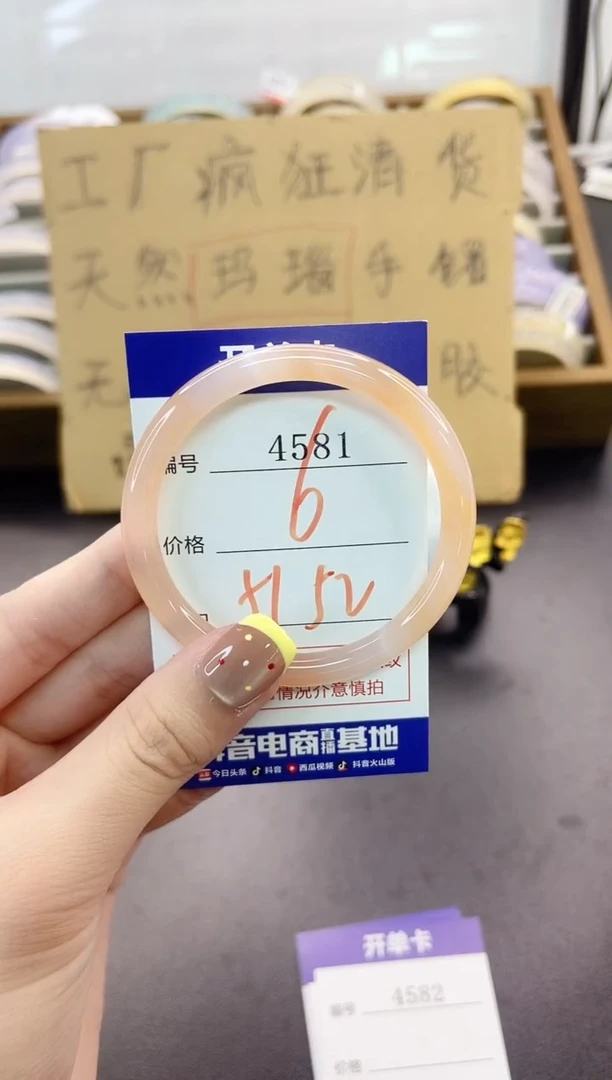 工厂疯狂清货
天然玛瑙手镯
无 胶
开单卡
编号 4581
6
价格
152
情况介意慎拍
抖音电商直播基地
今日头条 抖音 西瓜视频 抖音火山版
开单卡
编号 4582
价格